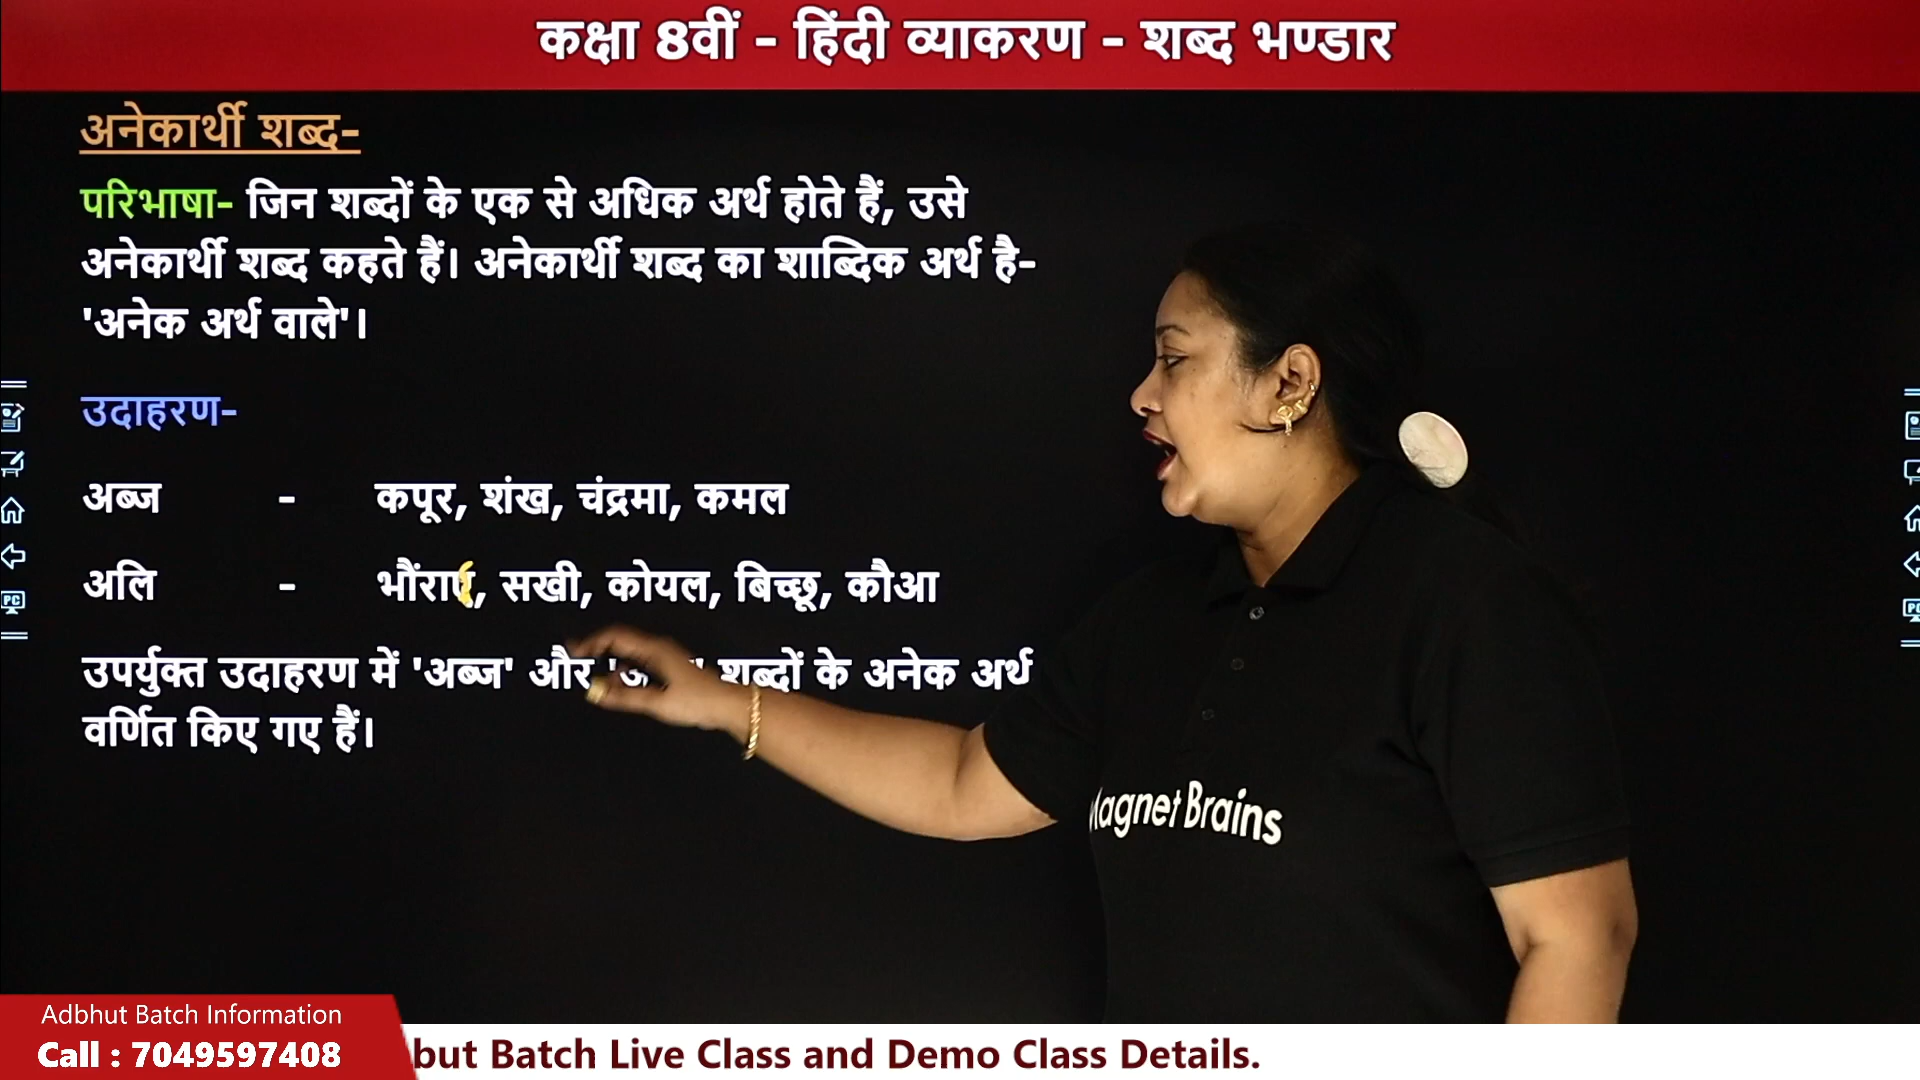 कक्षा 8वीं - हिंदी व्याकरण - शब्द भण्डार
अनेकार्थी शब्द-
परिभाषा- जिन शब्दों के एक से अधिक अर्थ होते हैं, उसे
अनेकार्थी शब्द कहते हैं। अनेकार्थी शब्द का शाब्दिक अर्थ है-
'अनेक अर्थ वाले'।
उदाहरण-
अब्ज - कपूर, शंख, चंद्रमा, कमल
अलि - सखी, कोयल, बिच्छू, कौआ
उपर्युक्त उदाहरण में 'अब्ज' और शब्दों के अनेक अर्थ
वर्णित किए गए हैं।
PC
Magnet Brains
Adbhut Batch Information
Call : 7049597408
but Batch Live Class and Demo Class Details.